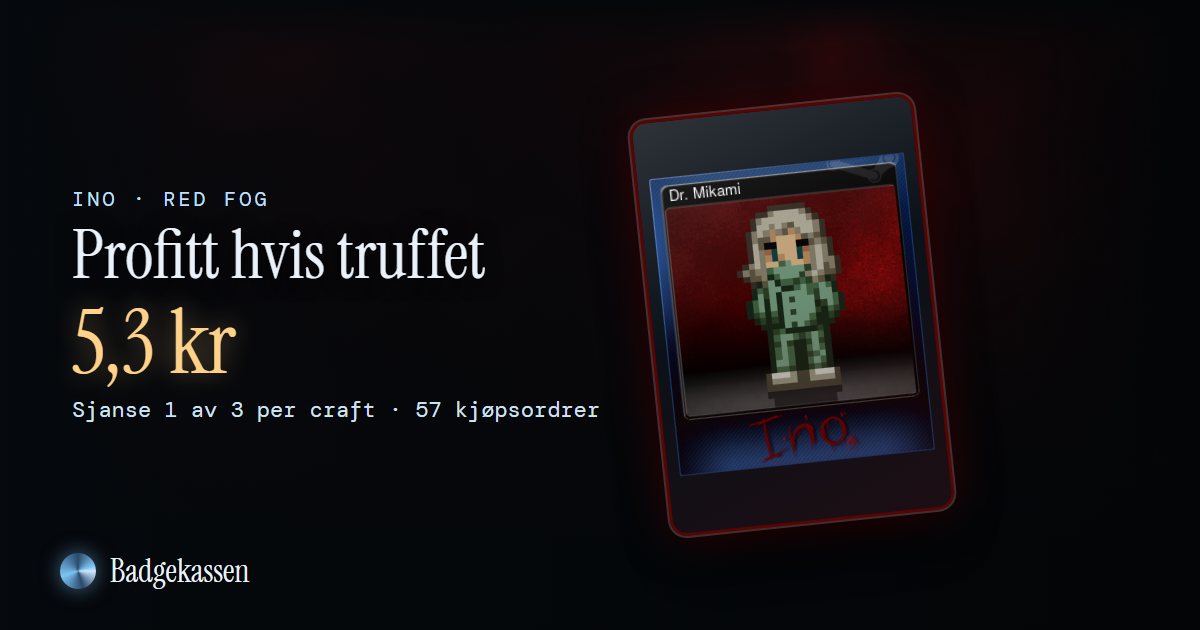 INO · RED FOG
Profitt hvis truffet
5,3 kr
Sjanse 1 av 3 per craft · 57 kjøpsordrer
Dr. Mikami
Ino.
Badgekassen